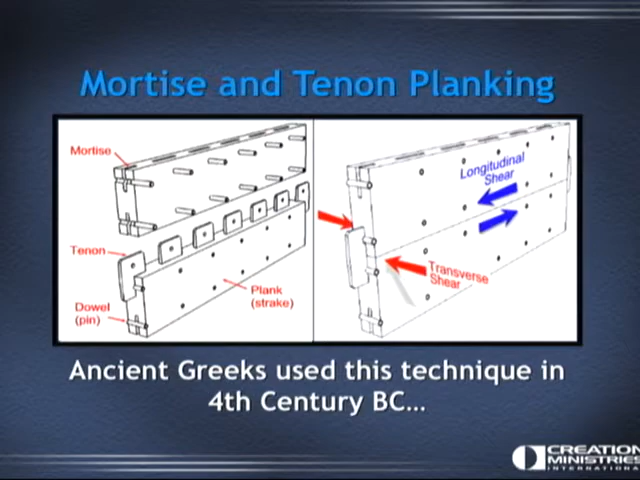 Mortise and Tenon Planking
Mortise
Tenon
Dowel
(pin)
Plank
(strake)
Longitudinal
Shear
Transverse
Shear
Ancient Greeks used this technique in
4th Century BC...
CREATION
MINISTRIES
INTERNATIONAL